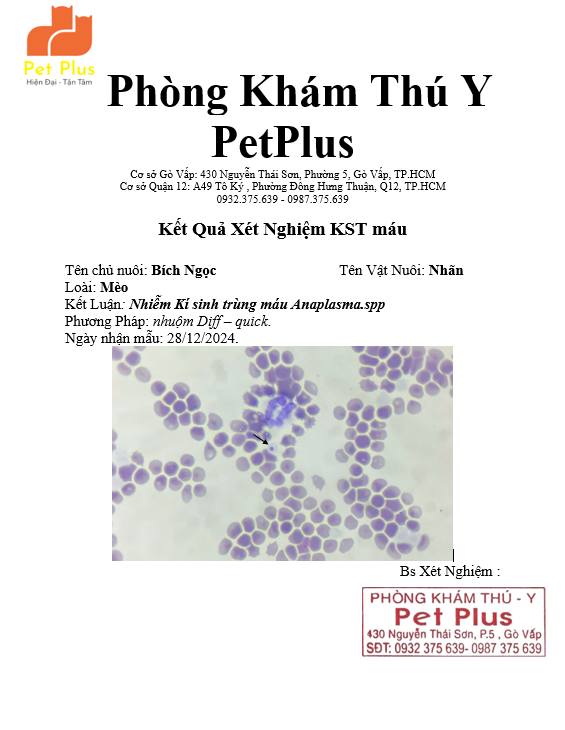 Pet Plus
Hiện Đại - Tận Tâm
Phòng Khám Thú Y
PetPlus
Cơ sở Gò Vấp: 430 Nguyễn Thái Sơn, Phường 5, Gò Vấp, TP.HCM
Cơ sở Quận 12: A49 Tô Ký , Phường Đông Hưng Thuận, Q12, TP.HCM
0932.375.639 - 0987.375.639
Kết Quả Xét Nghiệm KST máu
Tên chủ nuôi: Bích Ngọc Tên Vật Nuôi: Nhãn
Loài: Mèo
Kết Luận: Nhiễm Kí sinh trùng máu Anaplasma.spp
Phương Pháp: nhuộm Diff – quick.
Ngày nhận mẫu: 28/12/2024.
Bs Xét Nghiệm :
PHÒNG KHÁM THÚ - Y
Pet Plus
430 Nguyễn Thái Sơn, P.5 , Gò Vấp
SĐT: 0932 375 639- 0987 375 639